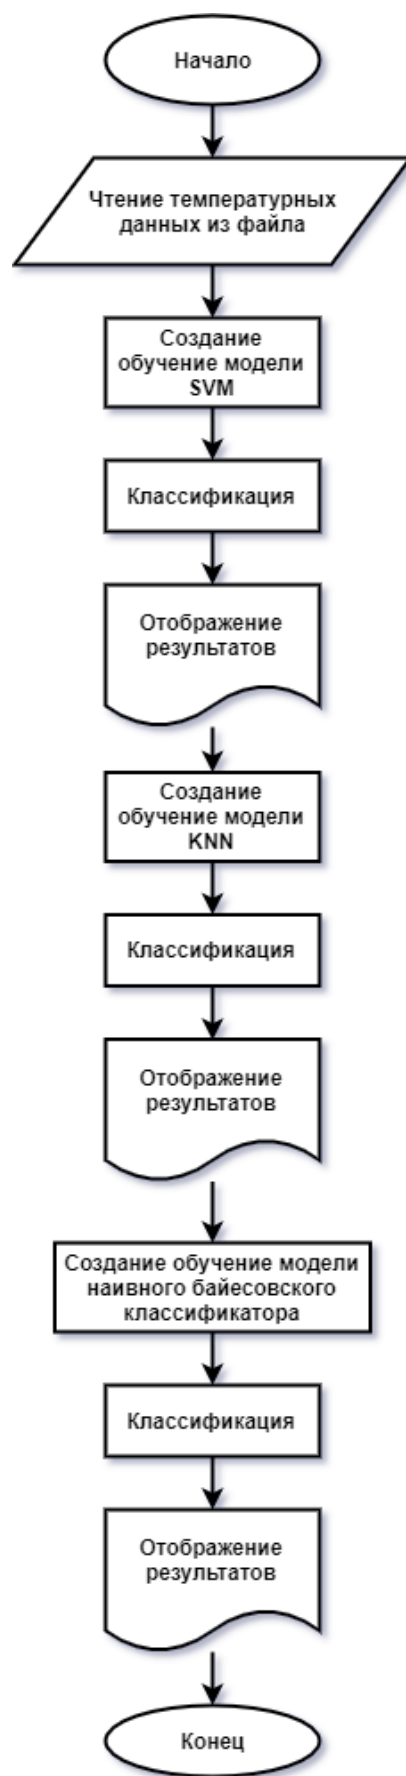 Начало
Чтение температурных
данных из файла
Создание
обучение модели
SVM
Классификация
Отображение
результатов
Создание
обучение модели
KNN
Классификация
Отображение
результатов
Создание обучение модели
наивного байесовского
классификатора
Классификация
Отображение
результатов
Конец